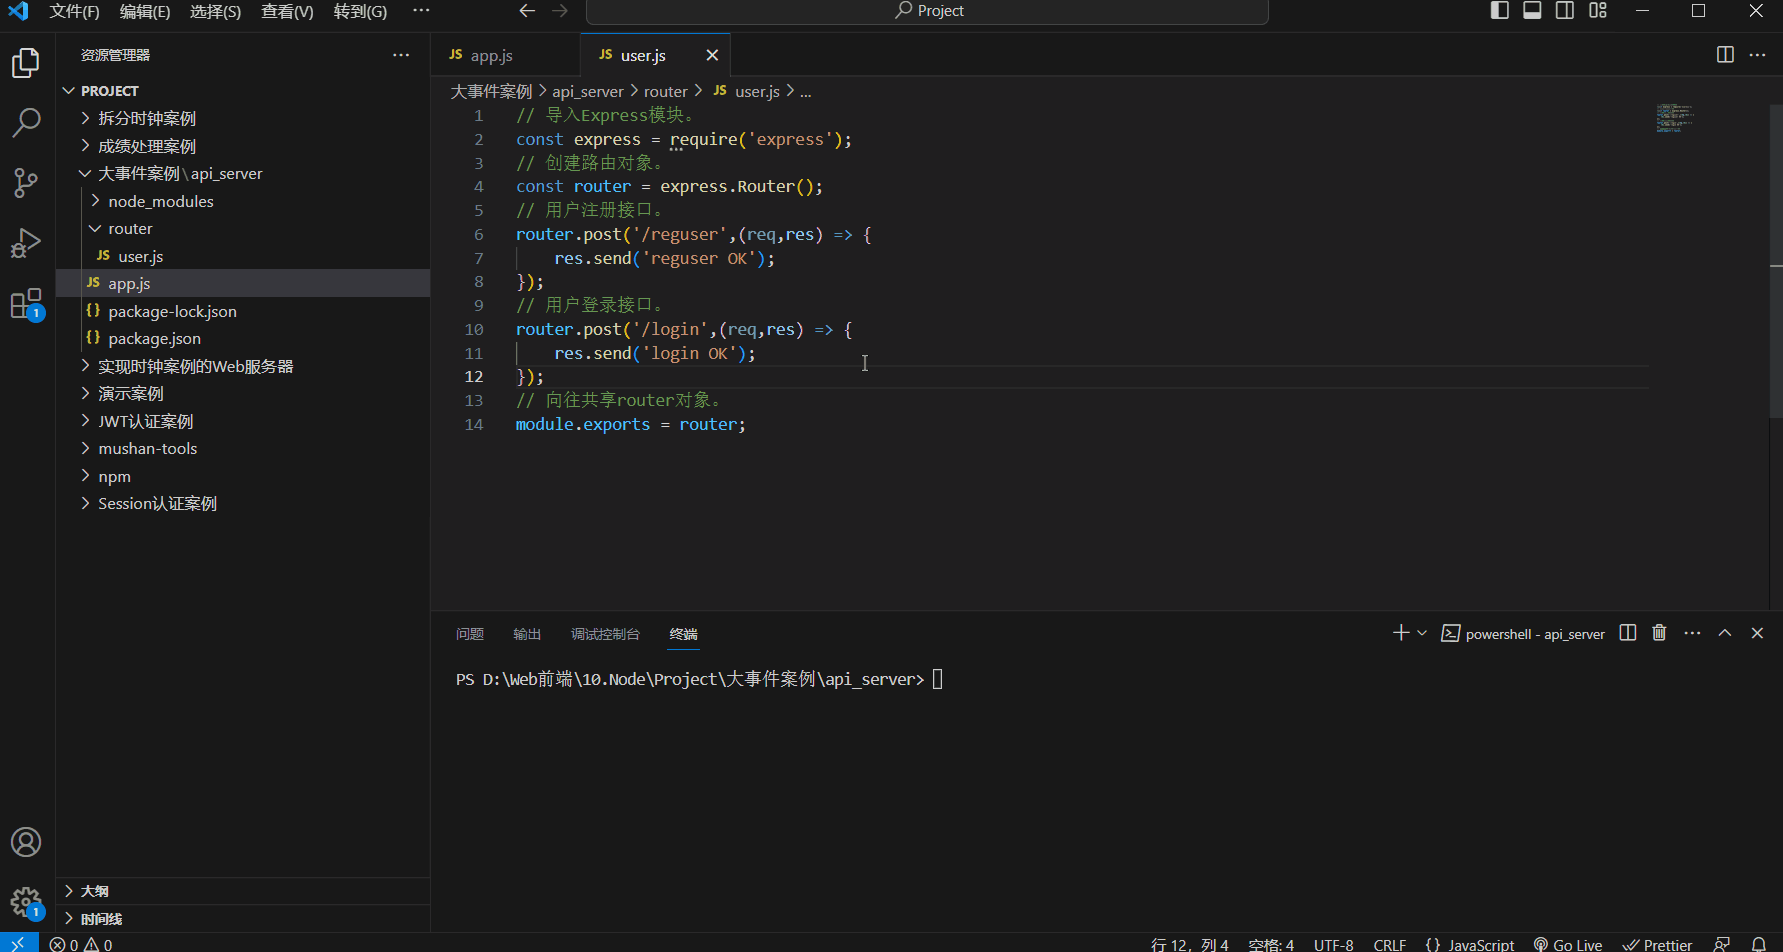 文件(F) 编辑(E) 选择(S) 查看(V) 转到(G) ··· Project
资源管理器 ···
JS app.js JS user.js
PROJECT
拆分时钟案例
成绩处理案例
大事件案例\api_server
node_modules
router
JS user.js
JS app.js
{} package-lock.json
{} package.json
实现时钟案例的Web服务器
演示案例
JWT认证案例
mushan-tools
npm
Session认证案例
大纲
时间线
1
1
大事件案例 > api_server > router > JS user.js > ...
1 // 导入Express模块。
2 const express = require('express');
3 // 创建路由对象。
4 const router = express.Router();
5 // 用户注册接口。
6 router.post('/reguser',(req,res) => {
7 res.send('reguser OK');
8 });
9 // 用户登录接口。
10 router.post('/login',(req,res) => {
11 res.send('login OK');
12 });
13 // 向往共享router对象。
14 module.exports = router;
问题 输出 调试控制台 终端 powershell - api_server
PS D:\Web前端\10.Node\Project\大事件案例\api_server>
0 0 行 12，列 4 空格: 4 UTF-8 CRLF {} JavaScript Go Live Prettier